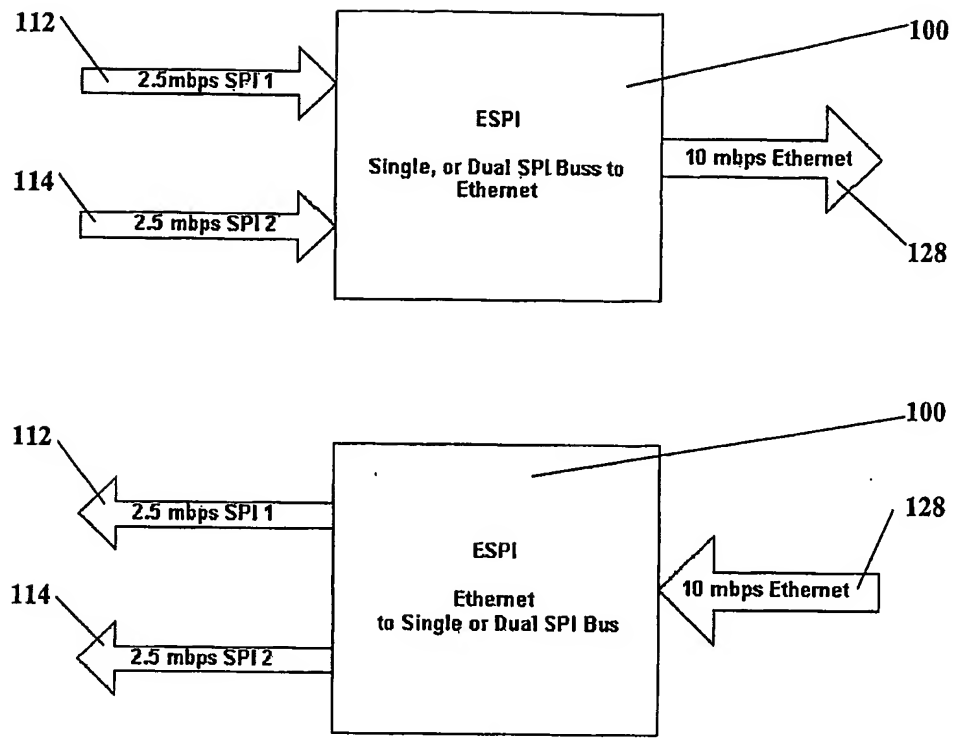 112
100
2.5mbps SPI 1
ESPI
Single, or Dual SPI Buss to
Ethernet
10 mbps Ethernet
114
2.5 mbps SPI 2
128
112
100
2.5 mbps SPI 1
128
ESPI
Ethernet
to Single or Dual SPI Bus
10 mbps Ethernet
114
2.5 mbps SPI 2